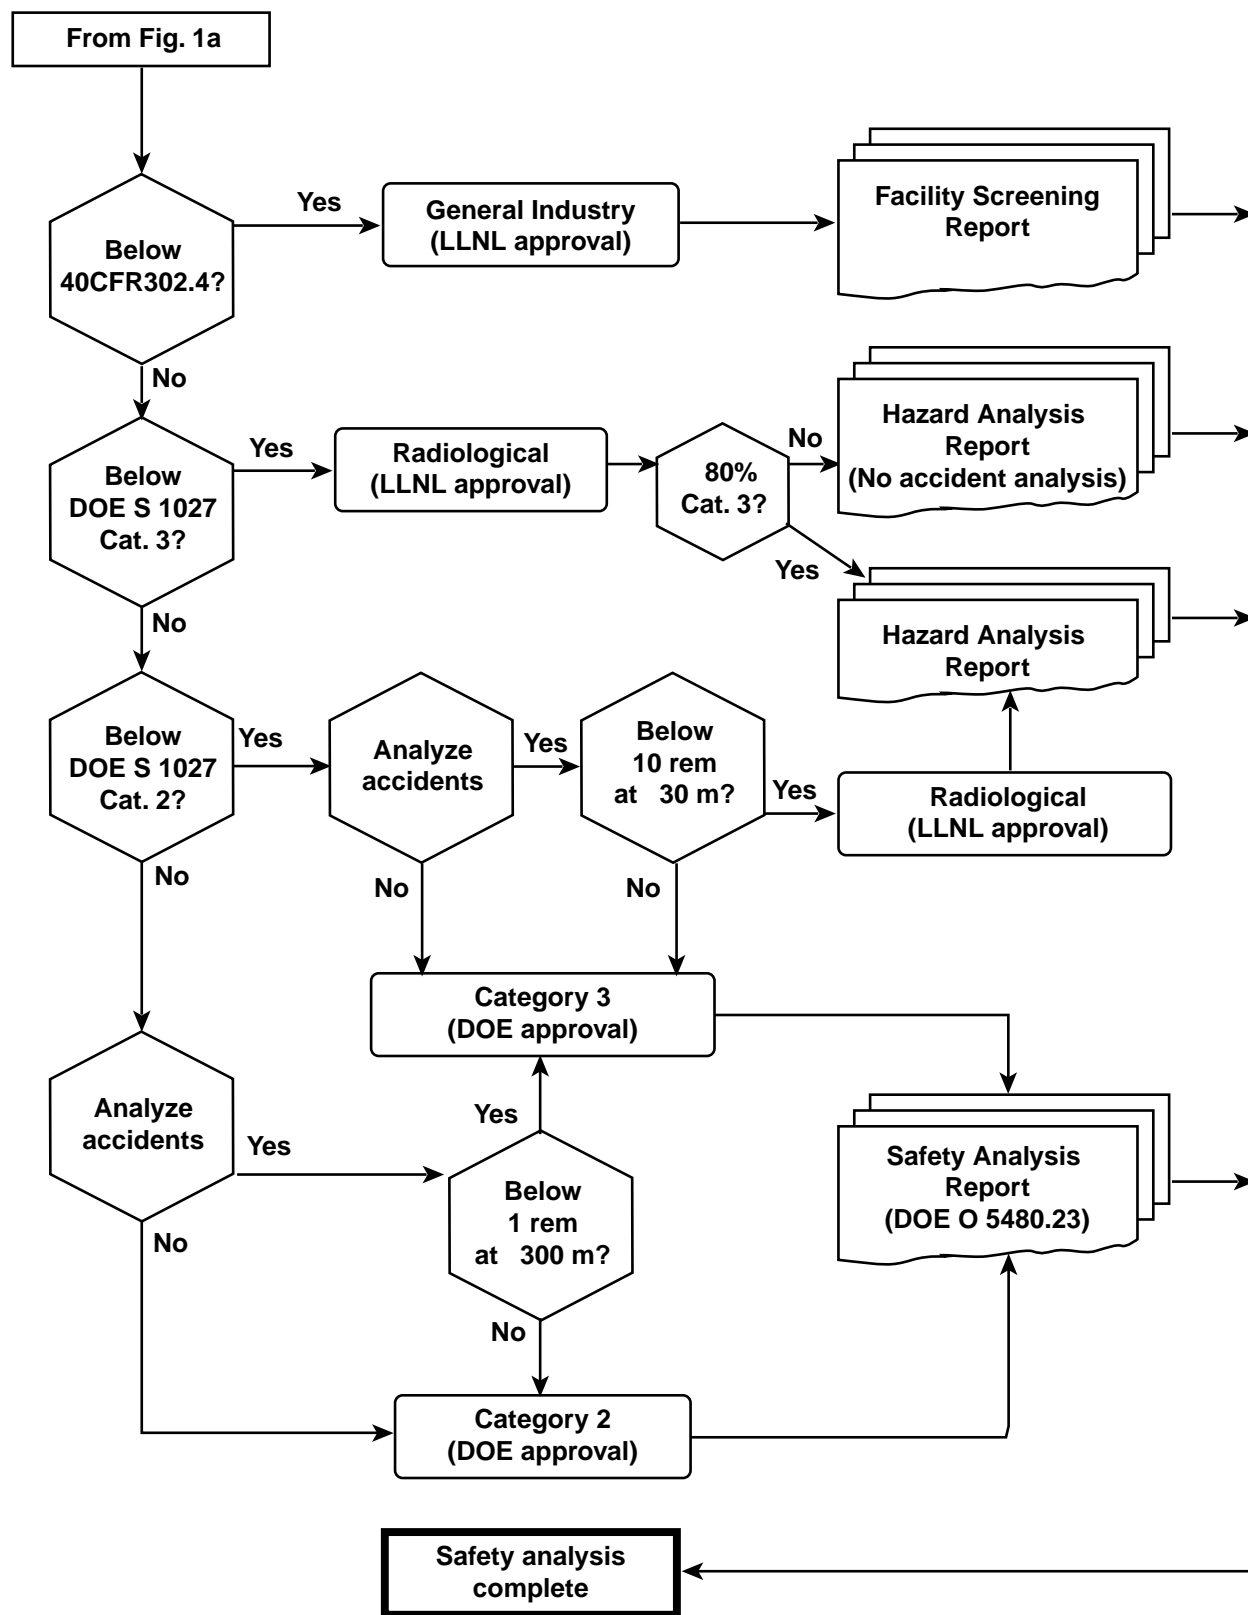 From Fig. 1a
Yes
General Industry
(LLNL approval)
Facility Screening
Report
Below
40CFR302.4?
No
Yes
Radiological
(LLNL approval)
80%
Cat. 3?
No
Hazard Analysis
Report
(No accident analysis)
Below
DOE S 1027
Cat. 3?
Yes
No
Hazard Analysis
Report
Below
DOE S 1027
Cat. 2?
Yes
Analyze
accidents
Yes
Below
10 rem
at 30 m?
Yes
Radiological
(LLNL approval)
No
No
No
Category 3
(DOE approval)
Analyze
accidents
Yes
Yes
Below
1 rem
at 300 m?
Safety Analysis
Report
(DOE O 5480.23)
No
No
Category 2
(DOE approval)
Safety analysis
complete